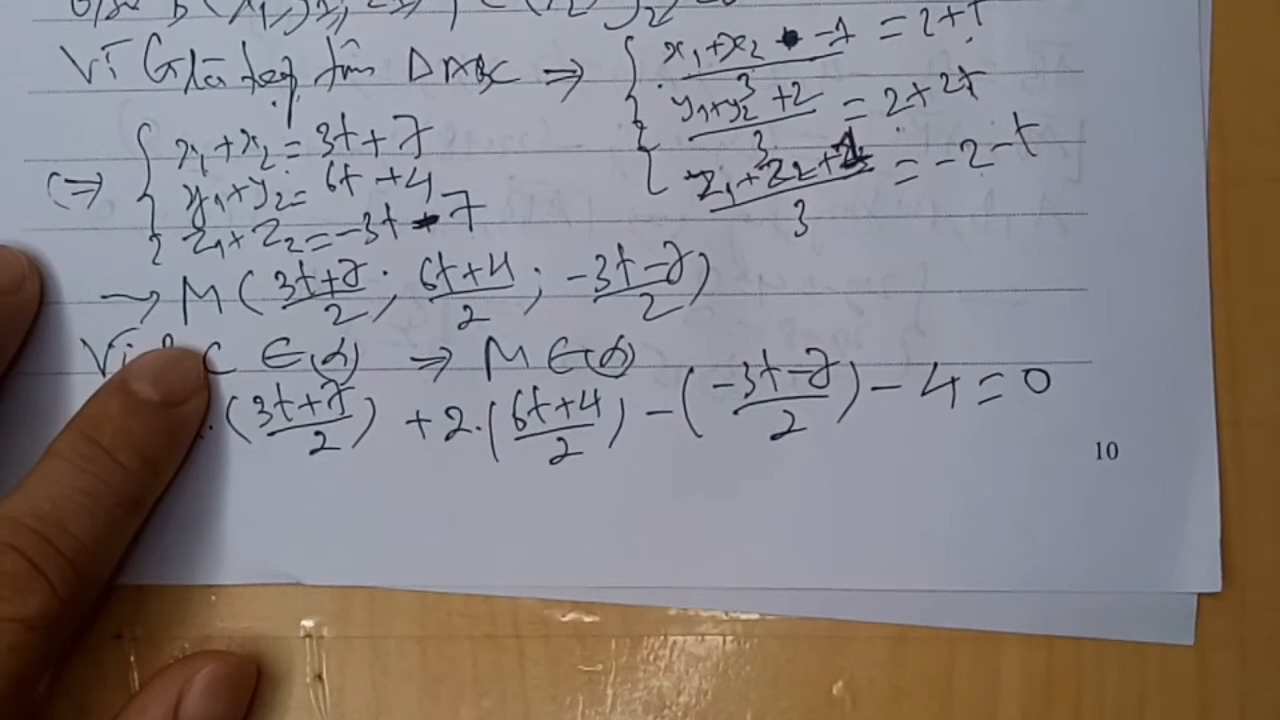 Vì G là trọng tâm ΔABC ⇒ { (x₁+x₂-1)/3 = 2+t
(y₁+y₂+2)/3 = 2+2t
(z₁+z₂+1)/3 = -2-t
⇔ { x₁+x₂ = 3t+7
y₁+y₂ = 6t+4
z₁+z₂ = -3t-7
→ M((3t+7)/2; (6t+4)/2; (-3t-7)/2)
Vì C ∈ (α) ⇒ M ∈ (α)
.((3t+7)/2) + 2.((6t+4)/2) - ((-3t-7)/2) - 4 = 0
10